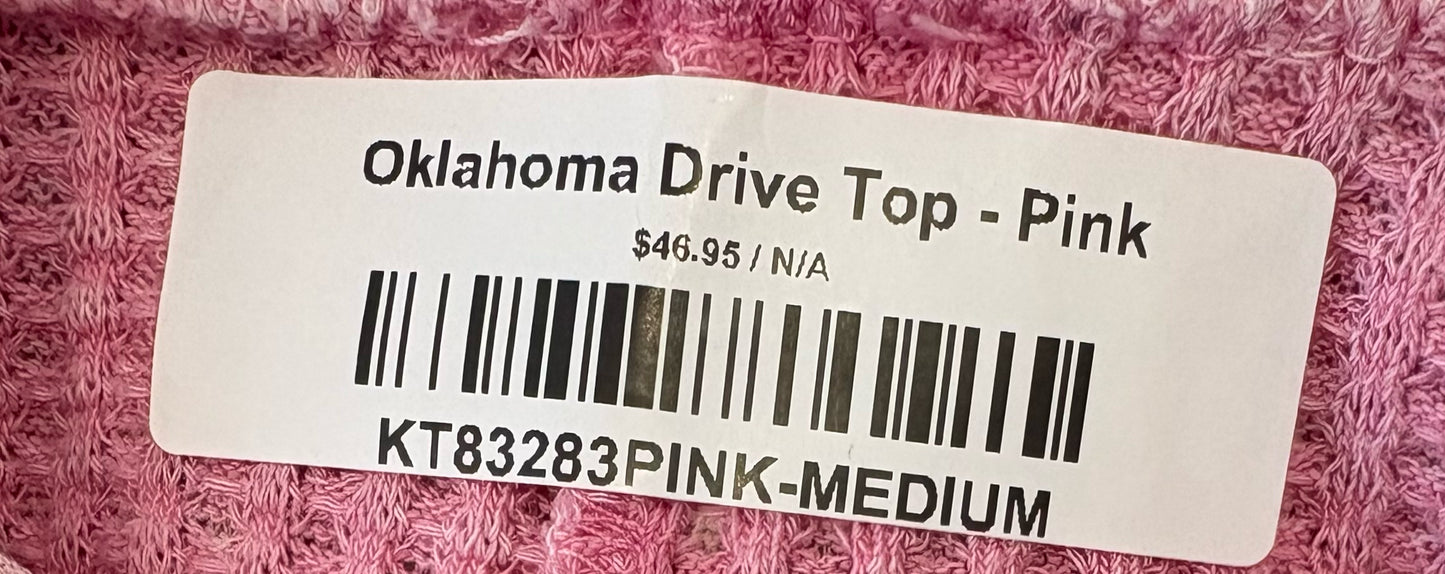 Oklahoma Drive Top - Pink
$46.95 / N/A
KT83283PINK-MEDIUM